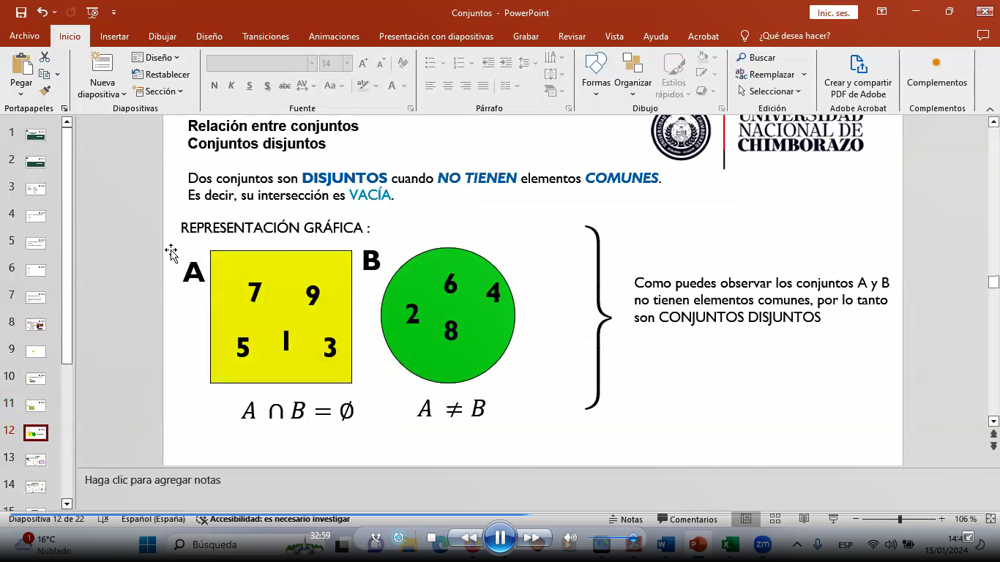 Conjuntos - PowerPoint
Inic. ses.
Archivo Inicio Insertar Dibujar Diseño Transiciones Animaciones Presentación con diapositivas Grabar Revisar Vista Ayuda Acrobat ¿Qué desea hacer?
Pegar
Portapapeles
Nueva diapositiva
Diseño
Restablecer
Sección
Diapositivas
14
N K S S abc AV Aa A
Fuente
Párrafo
Formas
Organizar
Estilos rápidos
Dibujo
Buscar
Reemplazar
Seleccionar
Edición
Crear y compartir
PDF de Adobe
Adobe Acrobat
Complementos
Complementos
1
2
3
4
5
6
7
8
9
10
11
12
13
14
Relación entre conjuntos
Conjuntos disjuntos
UNIVERSIDAD
NACIONAL DE
CHIMBORAZO
Dos conjuntos son DISJUNTOS cuando NO TIENEN elementos COMUNES.
Es decir, su intersección es VACÍA.
REPRESENTACIÓN GRÁFICA :
A
7 9
5 1 3
B
6 4
2
8
A ∩ B = ∅
A ≠ B
Como puedes observar los conjuntos A y B
no tienen elementos comunes, por lo tanto
son CONJUNTOS DISJUNTOS
Haga clic para agregar notas
Diapositiva 12 de 22 Español (España) Accesibilidad: es necesario investigar Notas Comentarios 106 %
1
16°C
Nublado
Búsqueda
32:59
zm
ESP
15/01/2024